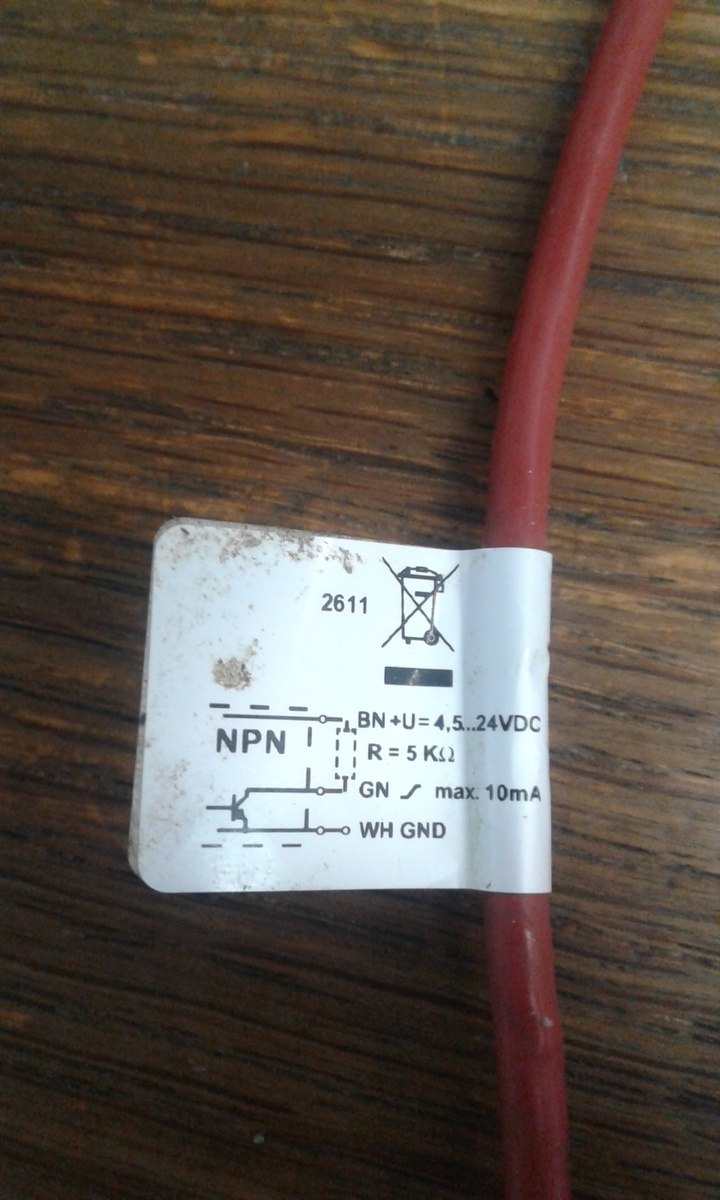 2611
BN +U= 4,5...24VDC
NPN
R = 5 KΩ
GN max. 10mA
WH GND